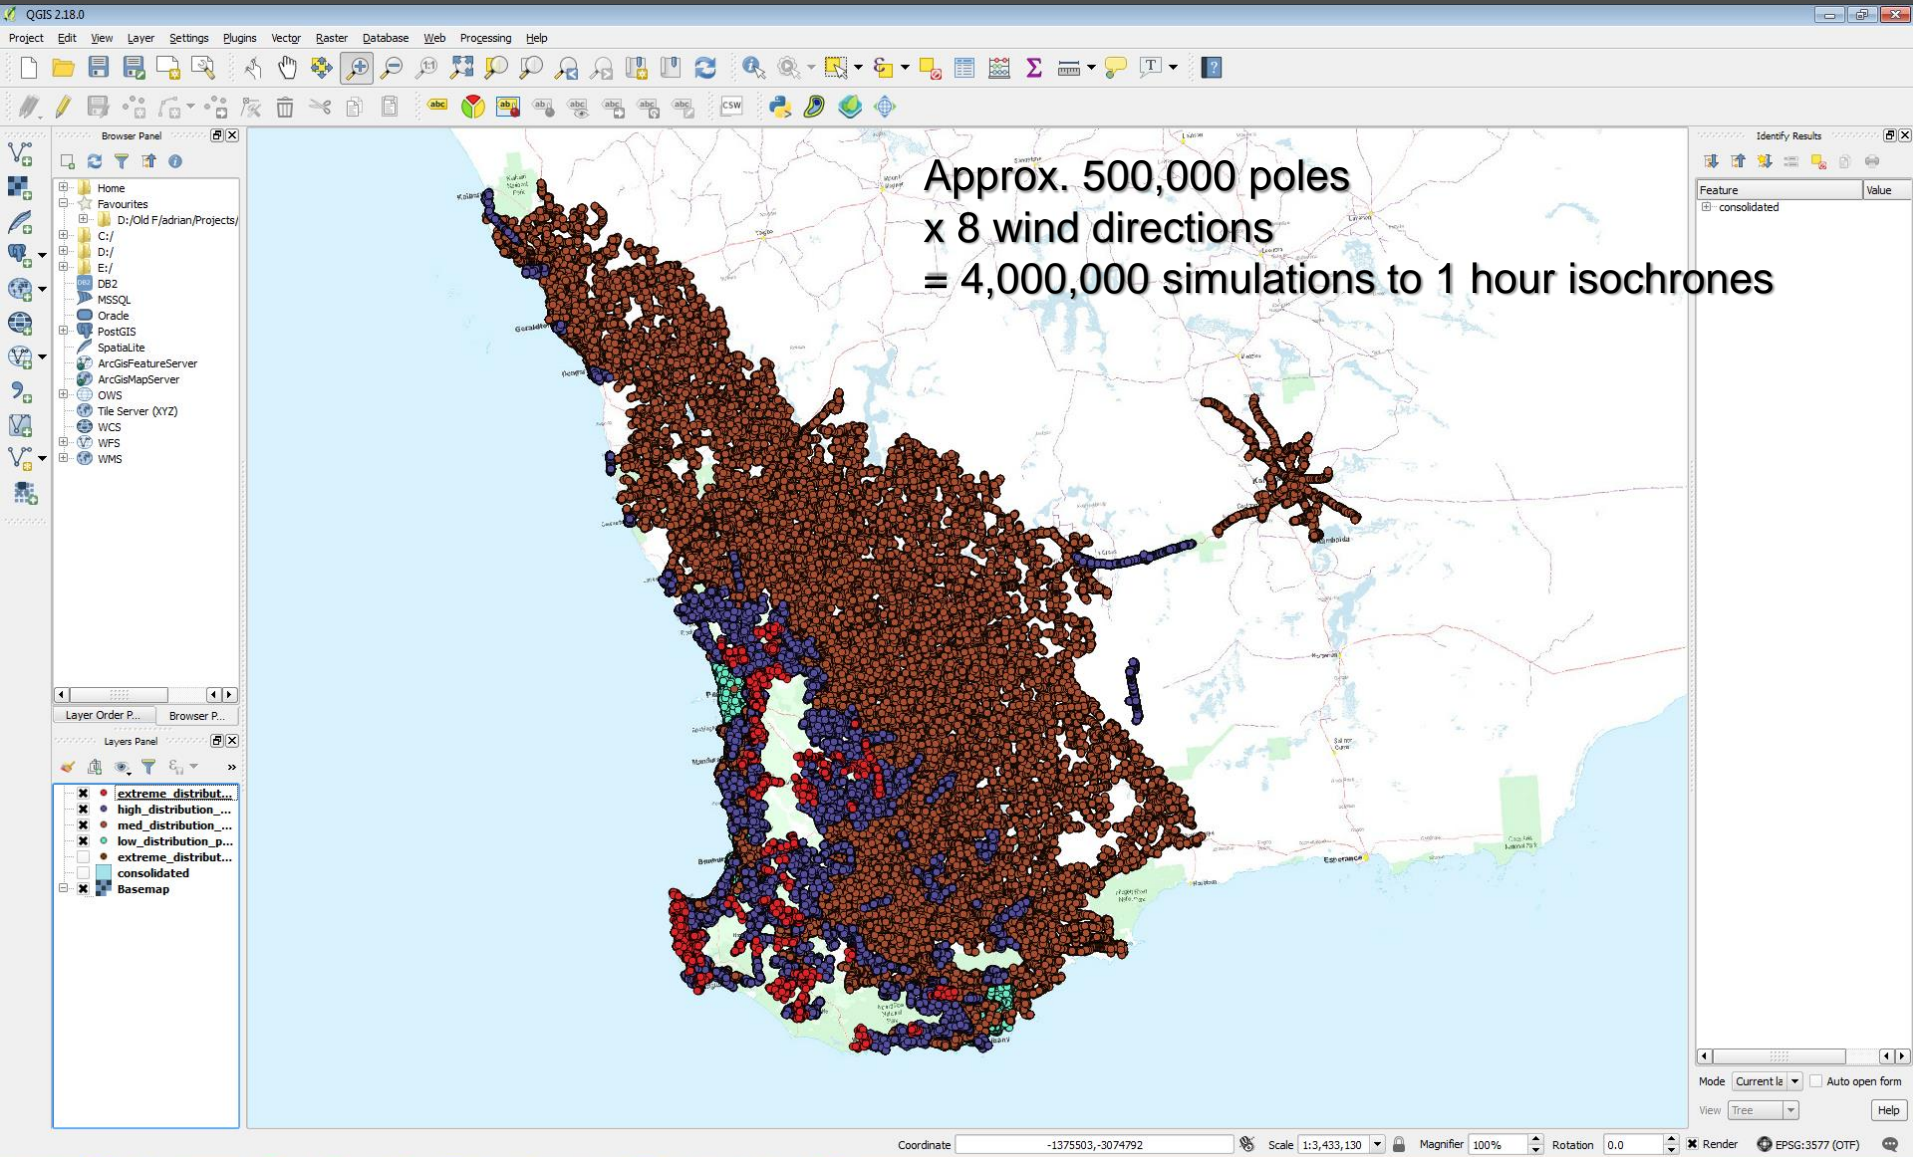 QGIS 2.18.0
Project Edit View Layer Settings Plugins Vector Raster Database Web Processing Help
CSW
Browser Panel
Home
Favourites
D:/Old F/adrian/Projects/
C:/
D:/
E:/
DB2
MSSQL
Oracle
PostGIS
SpatiaLite
ArcGisFeatureServer
ArcGisMapServer
OWS
Tile Server (XYZ)
WCS
WFS
WMS
Layer Order P... Browser P...
Layers Panel
extreme_distribut...
high_distribution_...
med_distribution_...
low_distribution_p...
extreme_distribut...
consolidated
Basemap
Approx. 500,000 poles
x 8 wind directions
= 4,000,000 simulations to 1 hour isochrones
Esperance
Identify Results
Feature Value
consolidated
Mode Current la Auto open form
View Tree Help
Coordinate -1375503,-3074792 Scale 1:3,433,130 Magnifier 100% Rotation 0.0 Render EPSG:3577 (OTF)